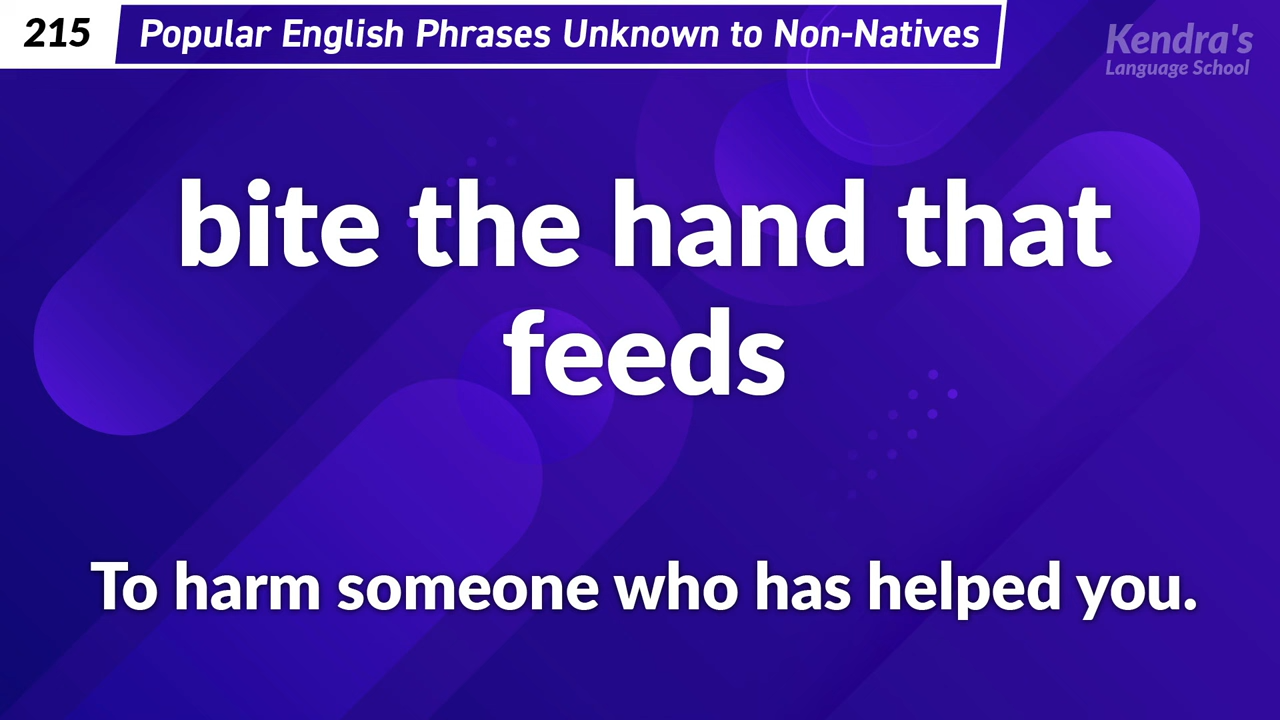 215
Popular English Phrases Unknown to Non-Natives
Kendra's
Language School
bite the hand that
feeds
To harm someone who has helped you.